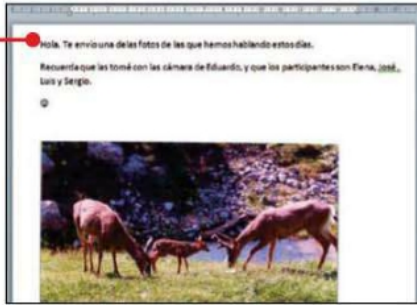 Hola. Te envío una de las fotos de las que hemos hablando estos días.
Recuerda que las tomé con las cámara de Eduardo, y que los participantes son Elena, José,
Luis y Sergio.
☺